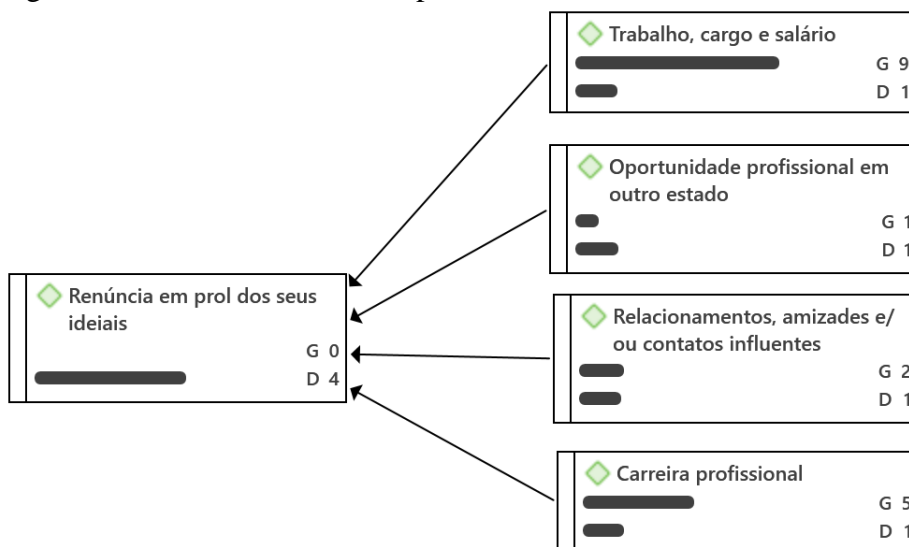 Trabalho, cargo e salário
G 9
D 1
Oportunidade profissional em
outro estado
G 1
D 1
Renúncia em prol dos seus
ideiais
G 0
D 4
Relacionamentos, amizades e/
ou contatos influentes
G 2
D 1
Carreira profissional
G 5
D 1